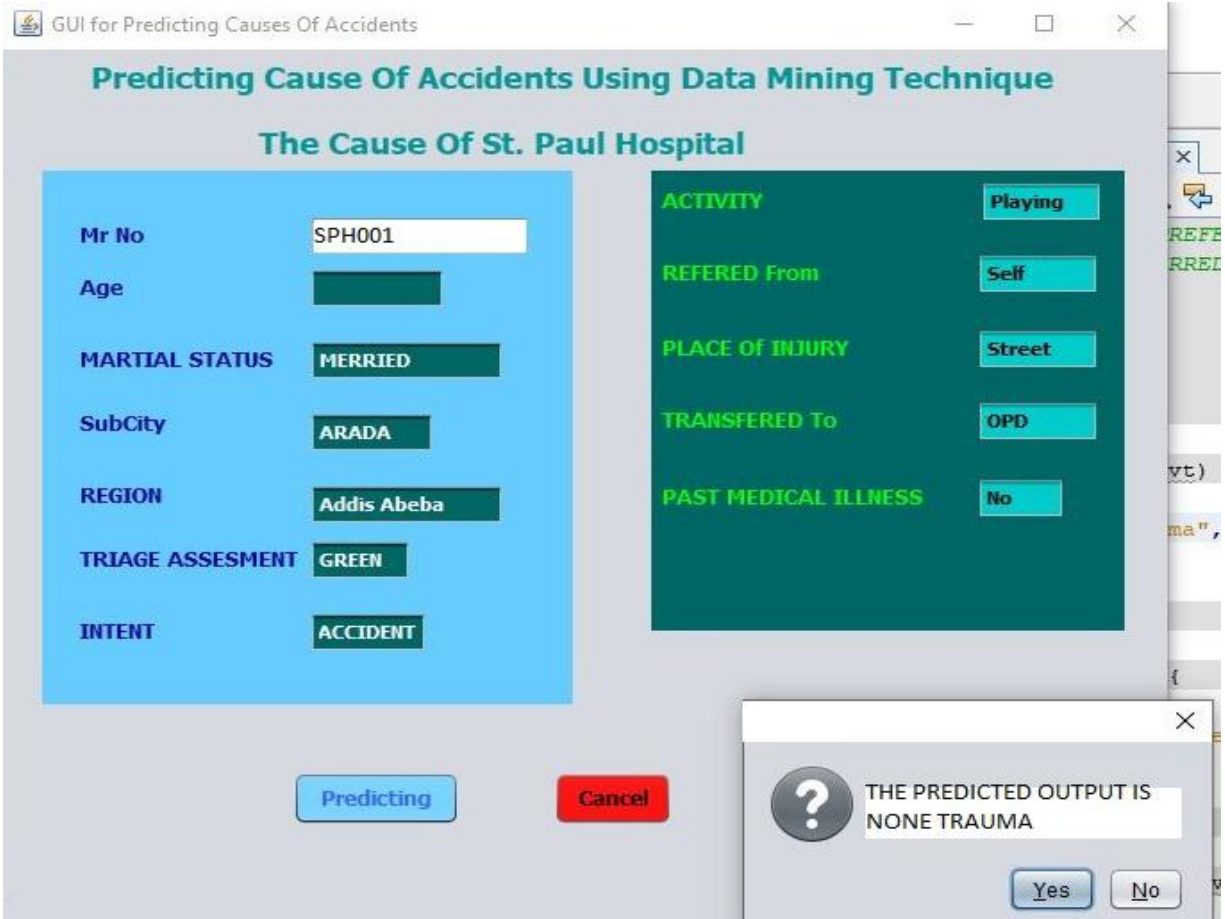 GUI for Predicting Causes Of Accidents
Predicting Cause Of Accidents Using Data Mining Technique
The Cause Of St. Paul Hospital
Mr No SPH001
Age
MARTIAL STATUS MERRIED
SubCity ARADA
REGION Addis Abeba
TRIAGE ASSESMENT GREEN
INTENT ACCIDENT
ACTIVITY Playing
REFERED From Self
PLACE Of INJURY Street
TRANSFERED To OPD
PAST MEDICAL ILLNESS No
Predicting
Cancel
THE PREDICTED OUTPUT IS
NONE TRAUMA
Yes No
vt)
ma",
{